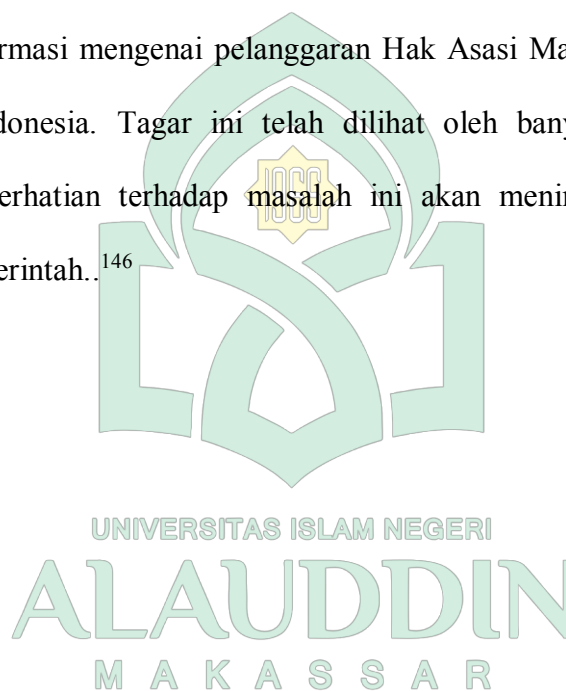 rmasi mengenai pelanggaran Hak Asasi Ma
donesia. Tagar ini telah dilihat oleh bany
erhatian terhadap masalah ini akan menin
erintah..146
UNIVERSITAS ISLAM NEGERI
ALAUDDIN
MAKASSAR